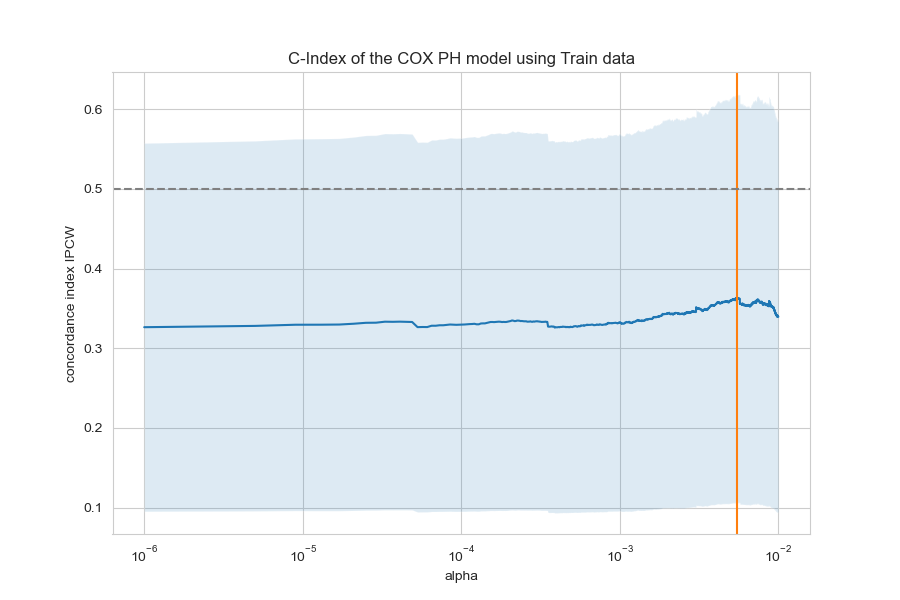 C-Index of the COX PH model using Train data
concordance index IPCW
0.6
0.5
0.4
0.3
0.2
0.1
10⁻⁶ 10⁻⁵ 10⁻⁴ 10⁻³ 10⁻²
alpha